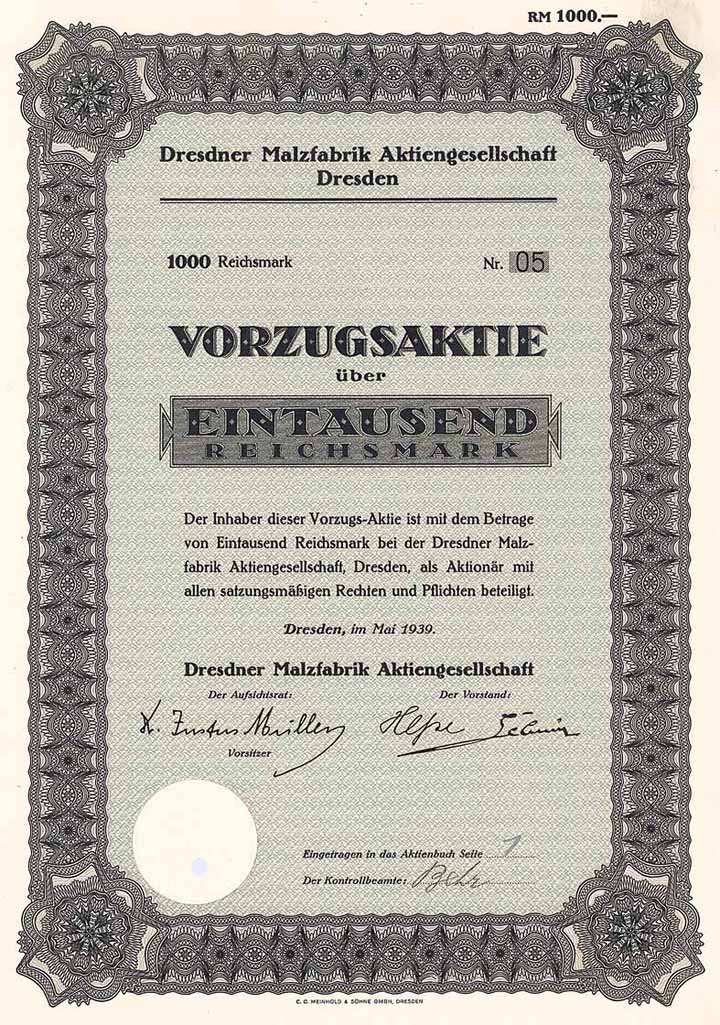 RM 1000.—
Dresdner Malzfabrik Aktiengesellschaft
Dresden
1000 Reichsmark Nr. 05
VORZUGSAKTIE
über
EINTAUSEND
REICHSMARK
Der Inhaber dieser Vorzugs-Aktie ist mit dem Betrage
von Eintausend Reichsmark bei der Dresdner Malz-
fabrik Aktiengesellschaft, Dresden, als Aktionär mit
allen satzungsmäßigen Rechten und Pflichten beteiligt.
Dresden, im Mai 1939.
Dresdner Malzfabrik Aktiengesellschaft
Der Aufsichtsrat: Der Vorstand:
K. Justus Müller
Vorsitzer
Eingetragen in das Aktienbuch Seite 1
Der Kontrollbeamte:
C. C. MEINHOLD & SÖHNE GMBH, DRESDEN